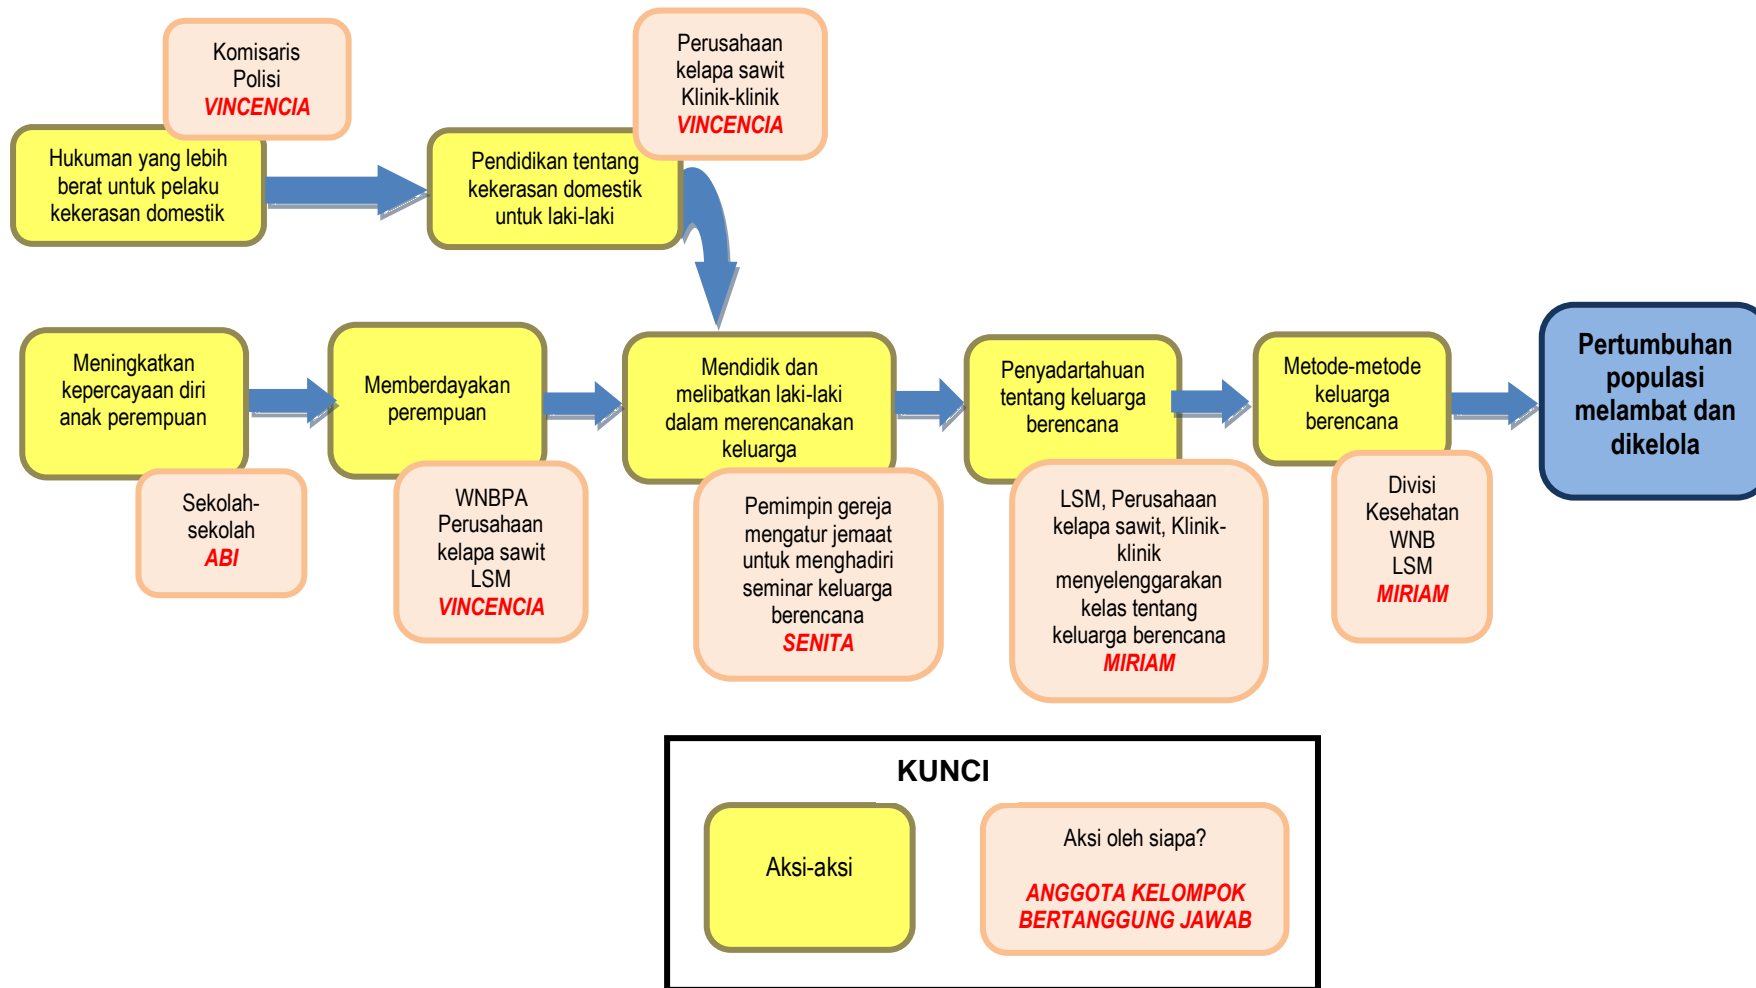 Komisaris
Polisi
VINCENCIA
Perusahaan
kelapa sawit
Klinik-klinik
VINCENCIA
Hukuman yang lebih
berat untuk pelaku
kekerasan domestik
Pendidikan tentang
kekerasan domestik
untuk laki-laki
Meningkatkan
kepercayaan diri
anak perempuan
Memberdayakan
perempuan
Mendidik dan
melibatkan laki-laki
dalam merencanakan
keluarga
Penyadartahuan
tentang keluarga
berencana
Metode-metode
keluarga
berencana
Pertumbuhan
populasi
melambat dan
dikelola
Sekolah-
sekolah
ABI
WNBPA
Perusahaan
kelapa sawit
LSM
VINCENCIA
Pemimpin gereja
mengatur jemaat
untuk menghadiri
seminar keluarga
berencana
SENITA
LSM, Perusahaan
kelapa sawit, Klinik-
klinik
menyelenggarakan
kelas tentang
keluarga berencana
MIRIAM
Divisi
Kesehatan
WNB
LSM
MIRIAM
KUNCI
Aksi-aksi
Aksi oleh siapa?
ANGGOTA KELOMPOK
BERTANGGUNG JAWAB